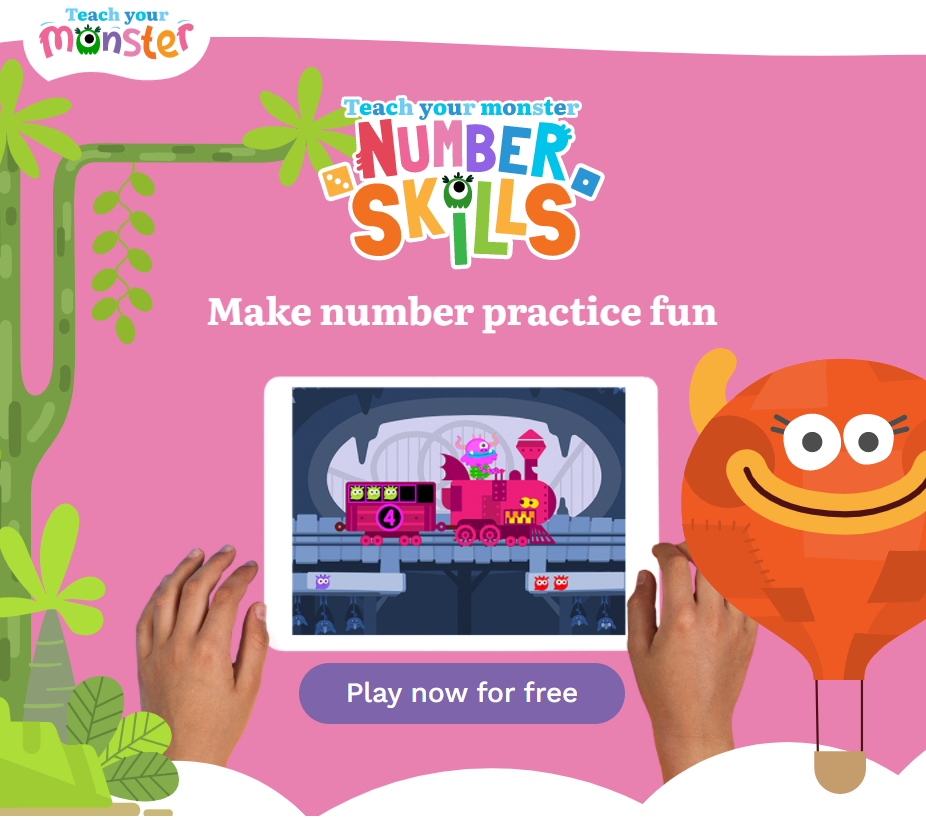 Teach your
monster
Teach your monster
NUMBER
SKiLLS
Make number practice fun
4
Play now for free